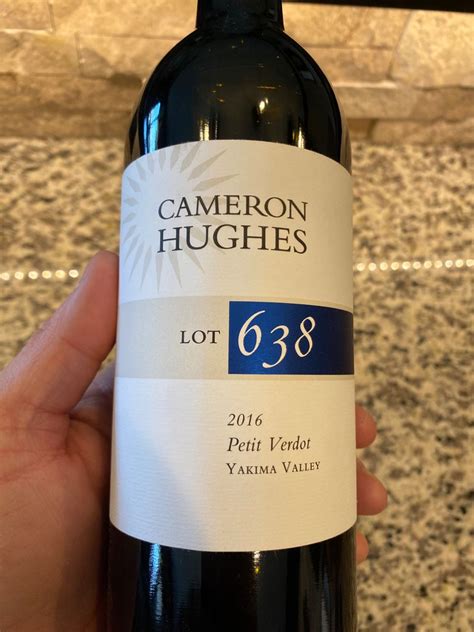 CAMERON
HUGHES
LOT 638
2016
Petit Verdot
YAKIMA VALLEY